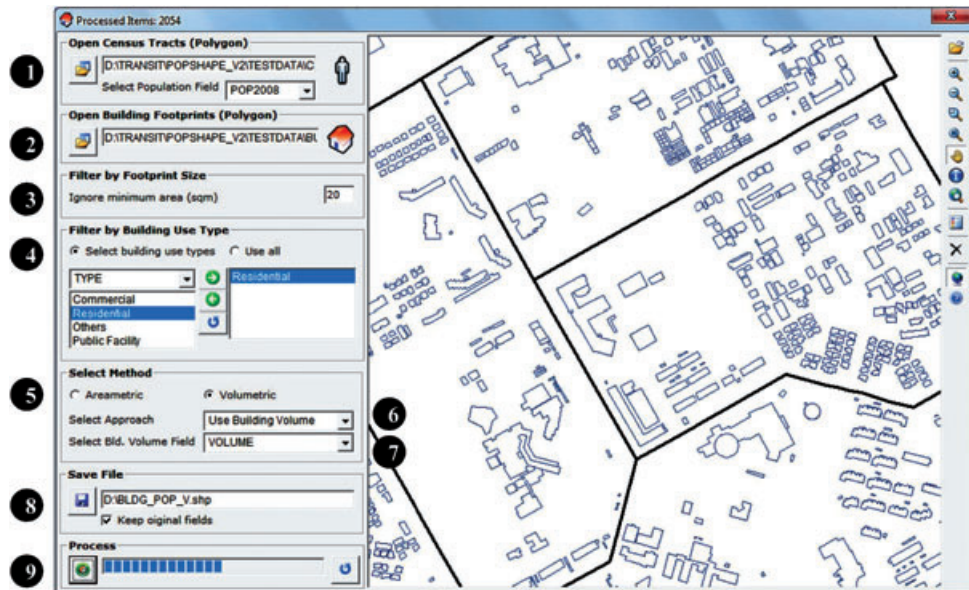 Processed Items: 2054
1
Open Census Tracts (Polygon)
D:\TRANSIT\POPSHAPE_V2\TESTDATA\C
Select Population Field POP2008
2
Open Building Footprints (Polygon)
D:\TRANSIT\POPSHAPE_V2\TESTDATA\BU
3
Filter by Footprint Size
Ignore minimum area (sqm) 20
4
Filter by Building Use Type
Select building use types Use all
TYPE
Residential
Commercial
Residential
Others
Public Facility
5
Select Method
Areametric Volumetric
Select Approach Use Building Volume 6
Select Bld. Volume Field VOLUME 7
8
Save File
D:\BLDG_POP_V.shp
Keep oiginal fields
9
Process